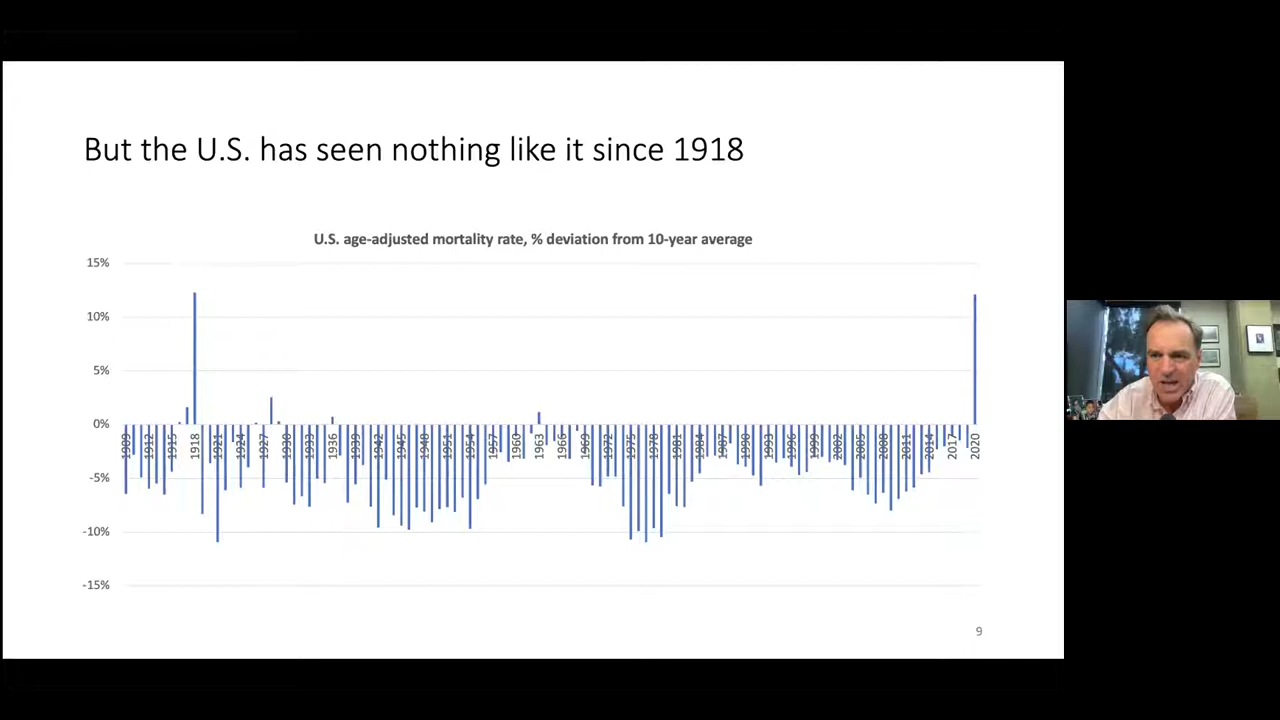 But the U.S. has seen nothing like it since 1918
U.S. age-adjusted mortality rate, % deviation from 10-year average
15%
10%
5%
0%
-5%
-10%
-15%
1909 1912 1915 1918 1921 1924 1927 1930 1933 1936 1939 1942 1945 1948 1951 1954 1957 1960 1963 1966 1969 1972 1975 1978 1981 1984 1987 1990 1993 1996 1999 2002 2005 2008 2011 2014 2017 2020
9